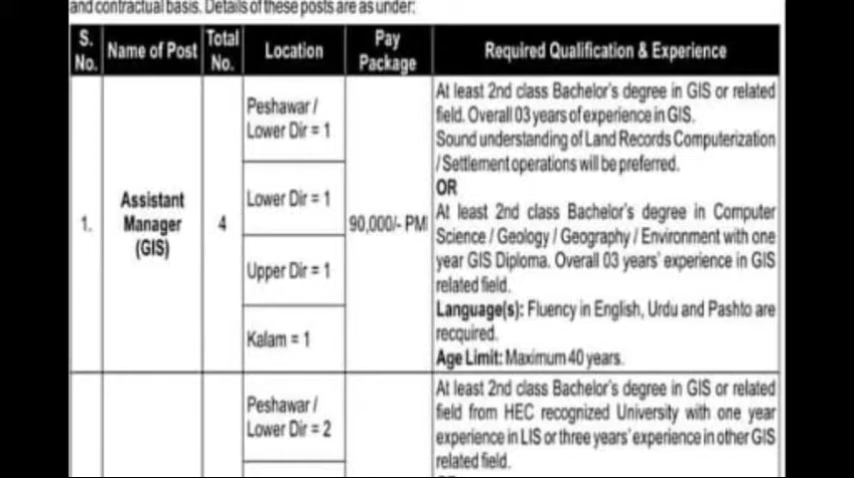 and contractual basis. Details of these posts are as under:
S. No.
Name of Post
Total No.
Location
Pay Package
Required Qualification & Experience
1.
Assistant
Manager
(GIS)
4
Peshawar /
Lower Dir = 1
Lower Dir = 1
Upper Dir = 1
Kalam = 1
90,000/- PM
At least 2nd class Bachelor's degree in GIS or related
field. Overall 03 years of experience in GIS.
Sound understanding of Land Records Computerization
/ Settlement operations will be preferred.
OR
At least 2nd class Bachelor's degree in Computer
Science / Geology / Geography / Environment with one
year GIS Diploma. Overall 03 years' experience in GIS
related field.
Language(s): Fluency in English, Urdu and Pashto are
recquired.
Age Limit: Maximum 40 years.
Peshawar /
Lower Dir = 2
At least 2nd class Bachelor's degree in GIS or related
field from HEC recognized University with one year
experience in LIS or three years' experience in other GIS
related field.